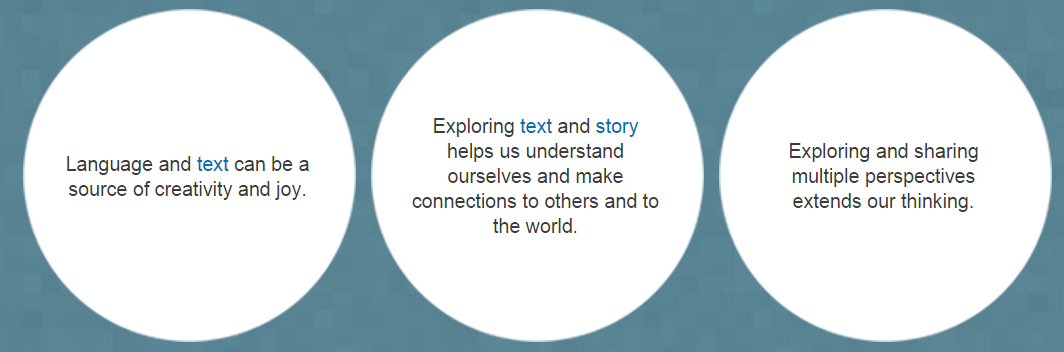 Language and text can be a
source of creativity and joy.
Exploring text and story
helps us understand
ourselves and make
connections to others and to
the world.
Exploring and sharing
multiple perspectives
extends our thinking.